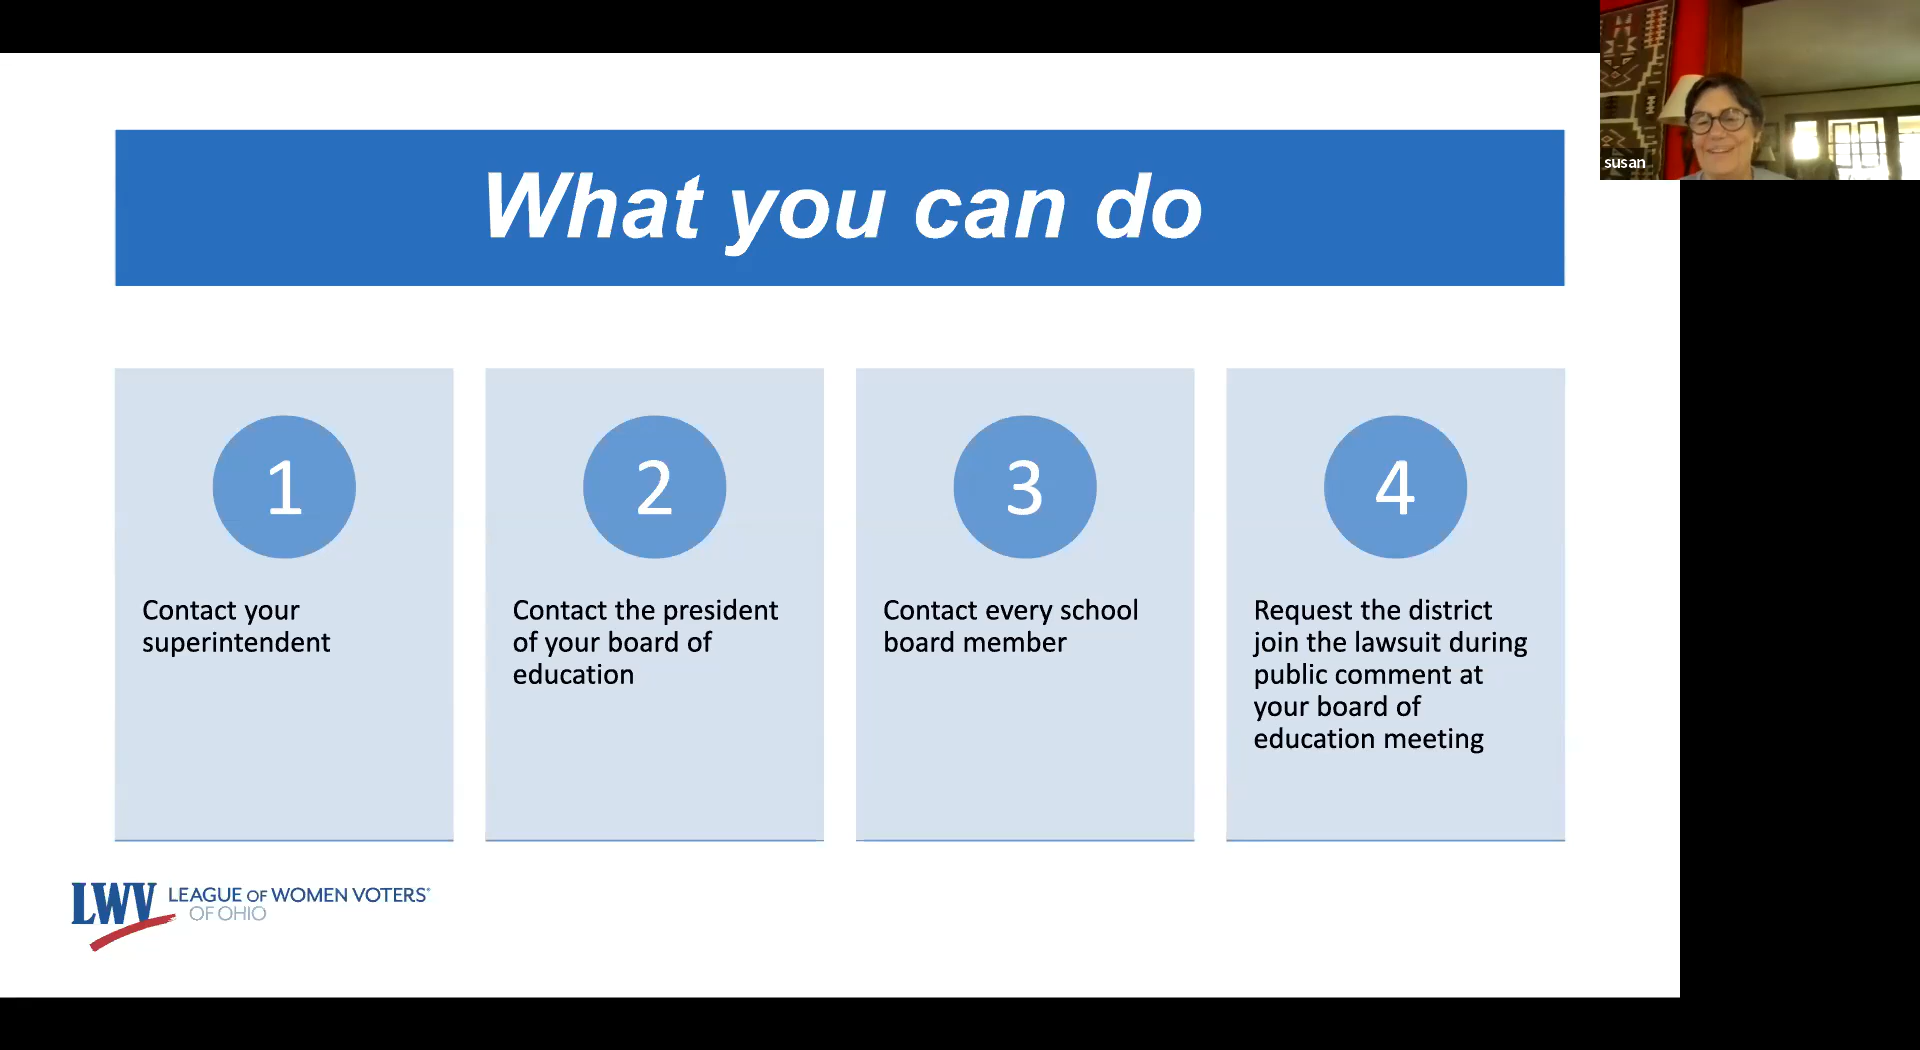 What you can do
susan
1
Contact your
superintendent
2
Contact the president
of your board of
education
3
Contact every school
board member
4
Request the district
join the lawsuit during
public comment at
your board of
education meeting
LWV LEAGUE OF WOMEN VOTERS®
OF OHIO